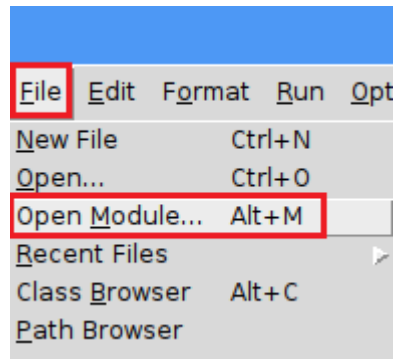 File Edit Format Run Opt
New File Ctrl+N
Open... Ctrl+O
Open Module... Alt+M
Recent Files
Class Browser Alt+C
Path Browser